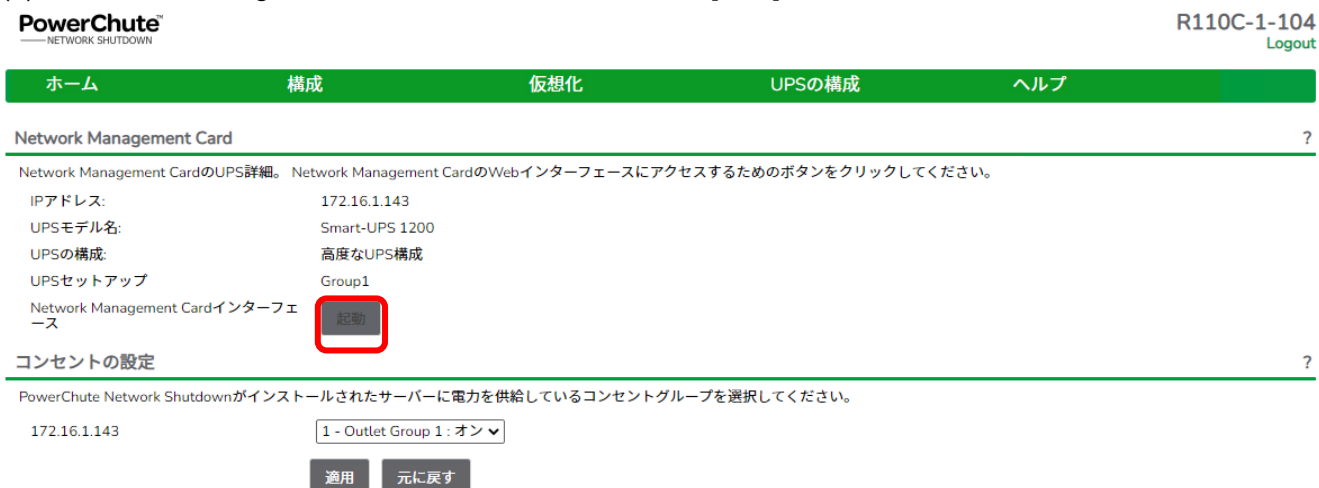 PowerChute™
NETWORK SHUTDOWN
R110C-1-104
Logout
ホーム 構成 仮想化 UPSの構成 ヘルプ
Network Management Card ?
Network Management CardのUPS詳細。 Network Management CardのWebインターフェースにアクセスするためのボタンをクリックしてください。
IPアドレス: 172.16.1.143
UPSモデル名: Smart-UPS 1200
UPSの構成: 高度なUPS構成
UPSセットアップ Group1
Network Management Cardインターフェ
ース
起動
コンセントの設定 ?
PowerChute Network Shutdownがインストールされたサーバーに電力を供給しているコンセントグループを選択してください。
172.16.1.143 1 - Outlet Group 1 : オン
適用 元に戻す